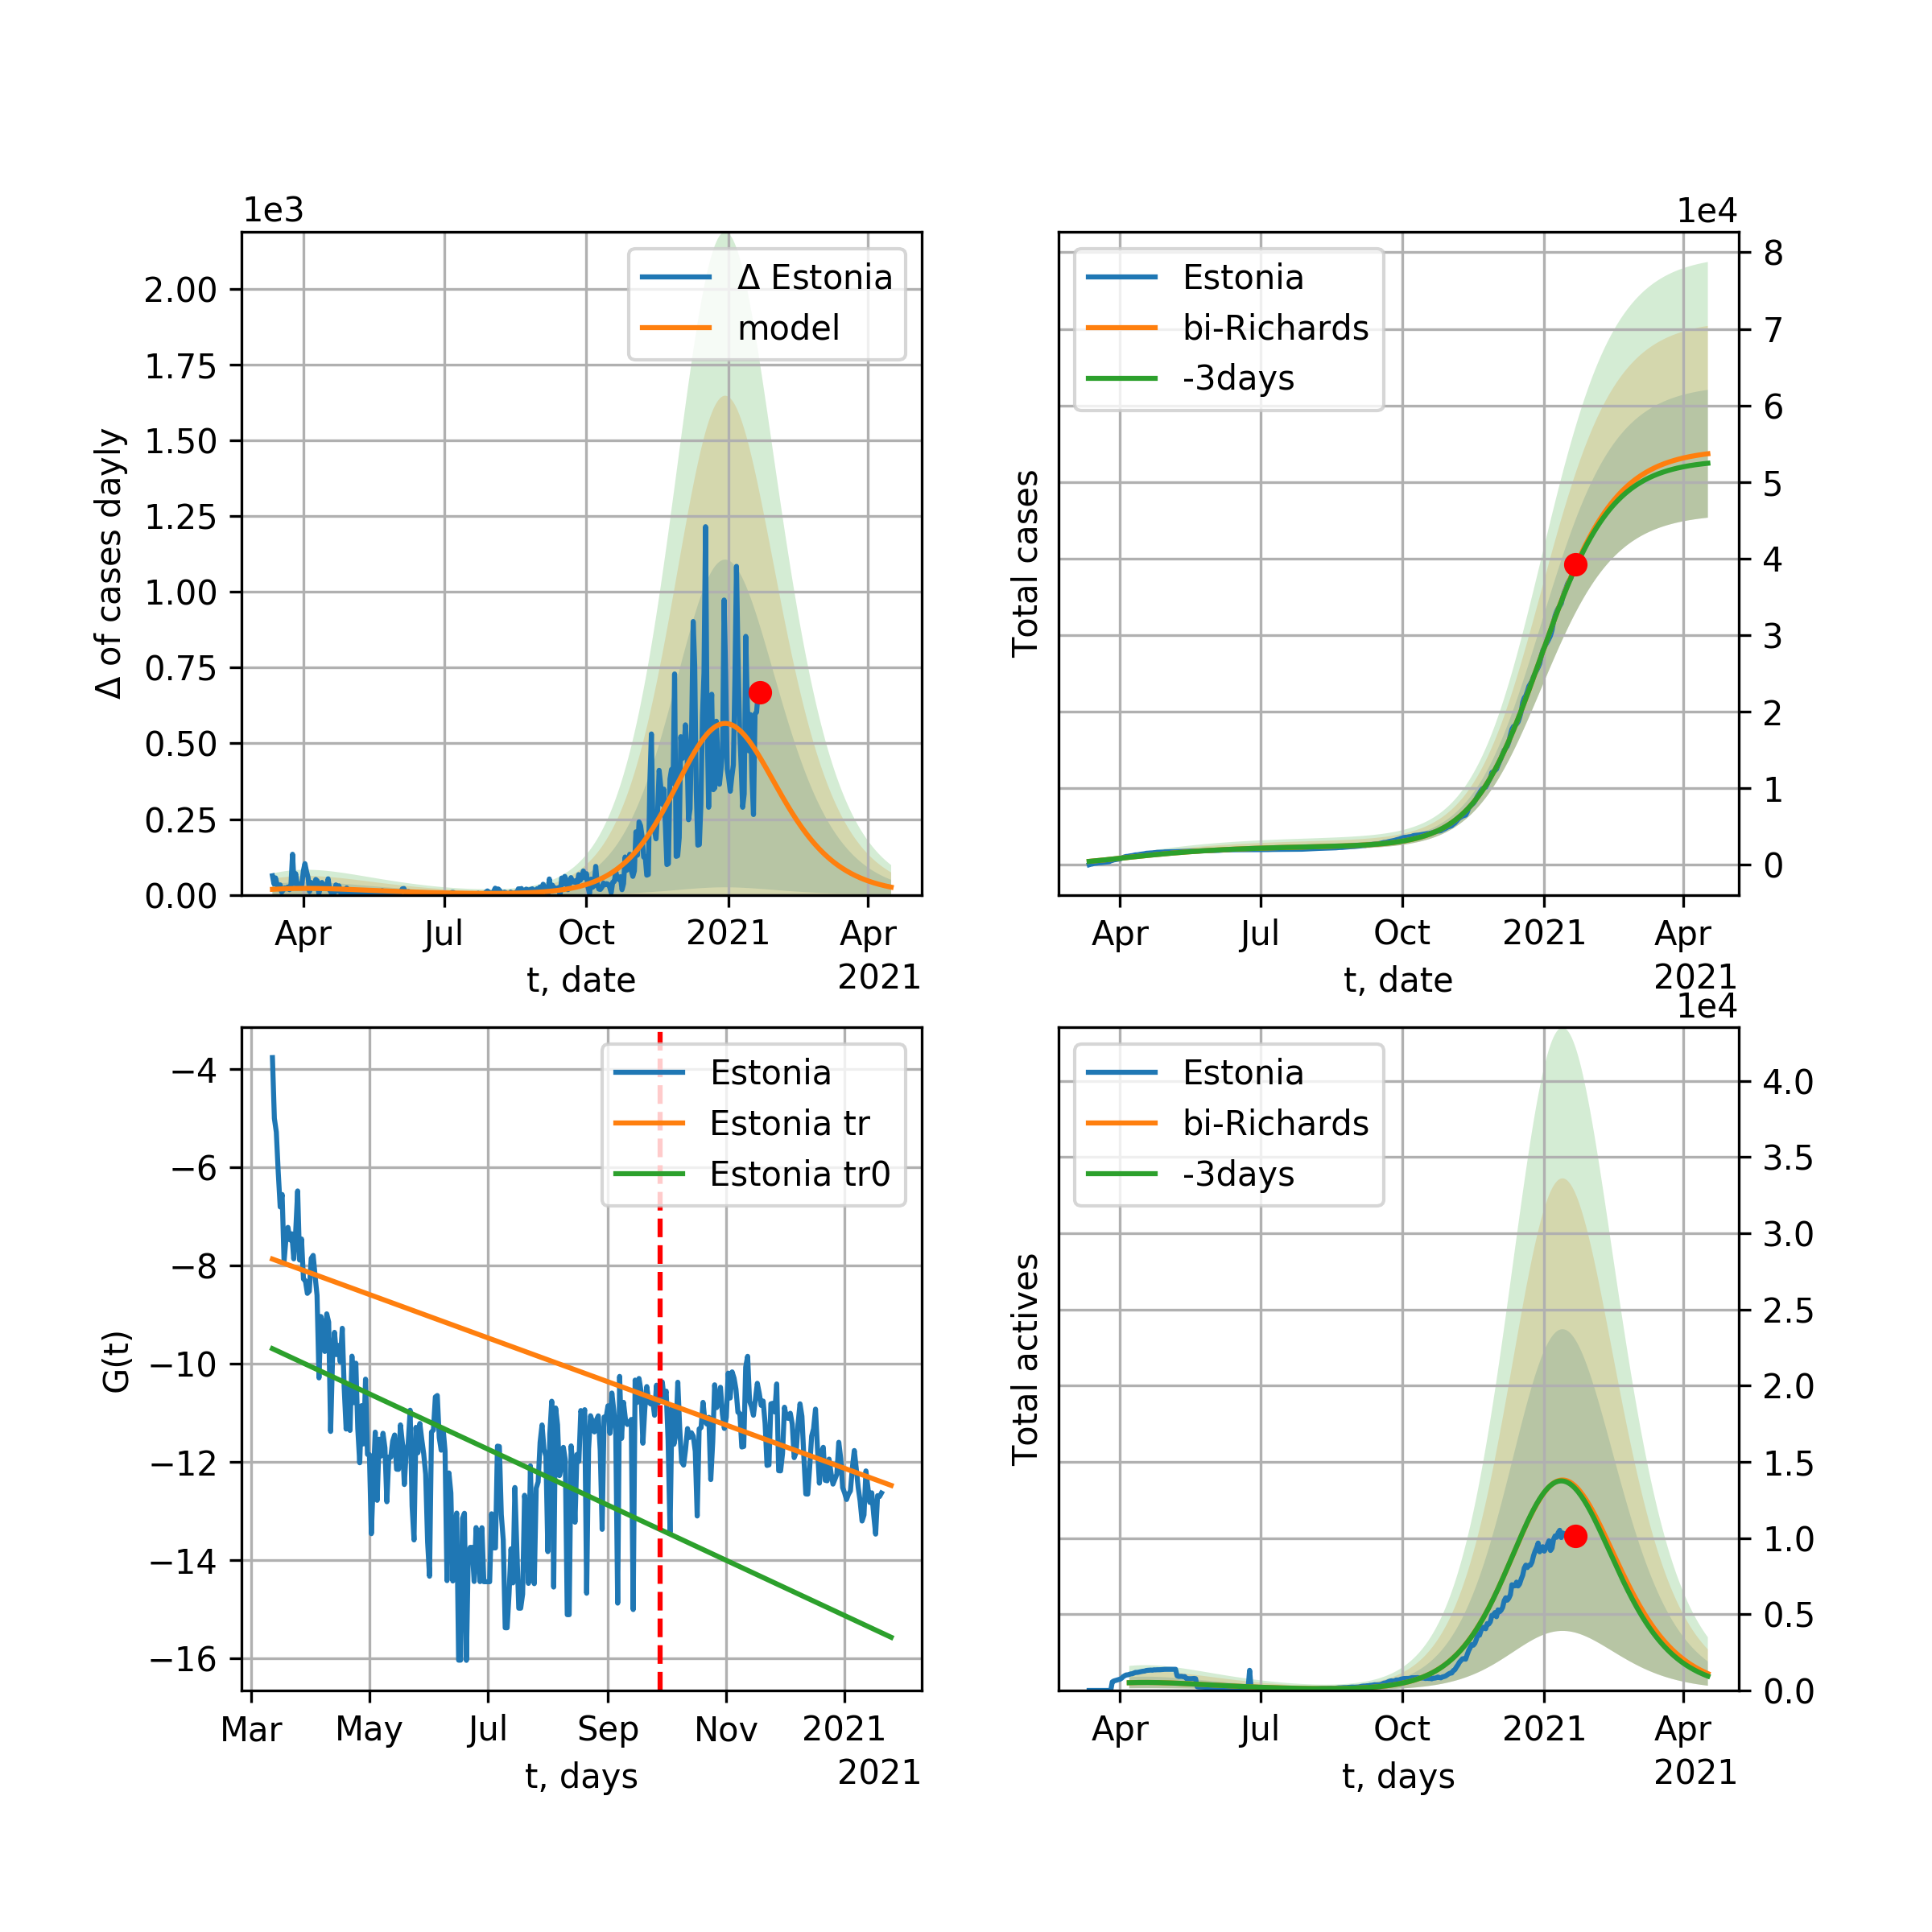 1e3
Δ of cases dayly
2.00
1.75
1.50
1.25
1.00
0.75
0.50
0.25
0.00
Δ Estonia
model
Apr Jul Oct 2021 Apr
t, date 2021
1e4
Total cases
Estonia
bi-Richards
-3days
8
7
6
5
4
3
2
1
0
Apr Jul Oct 2021 Apr
t, date 2021
G(t)
−4
−6
−8
−10
−12
−14
−16
Estonia
Estonia tr
Estonia tr0
Mar May Jul Sep Nov 2021
t, days 2021
1e4
Total actives
Estonia
bi-Richards
-3days
4.0
3.5
3.0
2.5
2.0
1.5
1.0
0.5
0.0
Apr Jul Oct 2021 Apr
t, days 2021